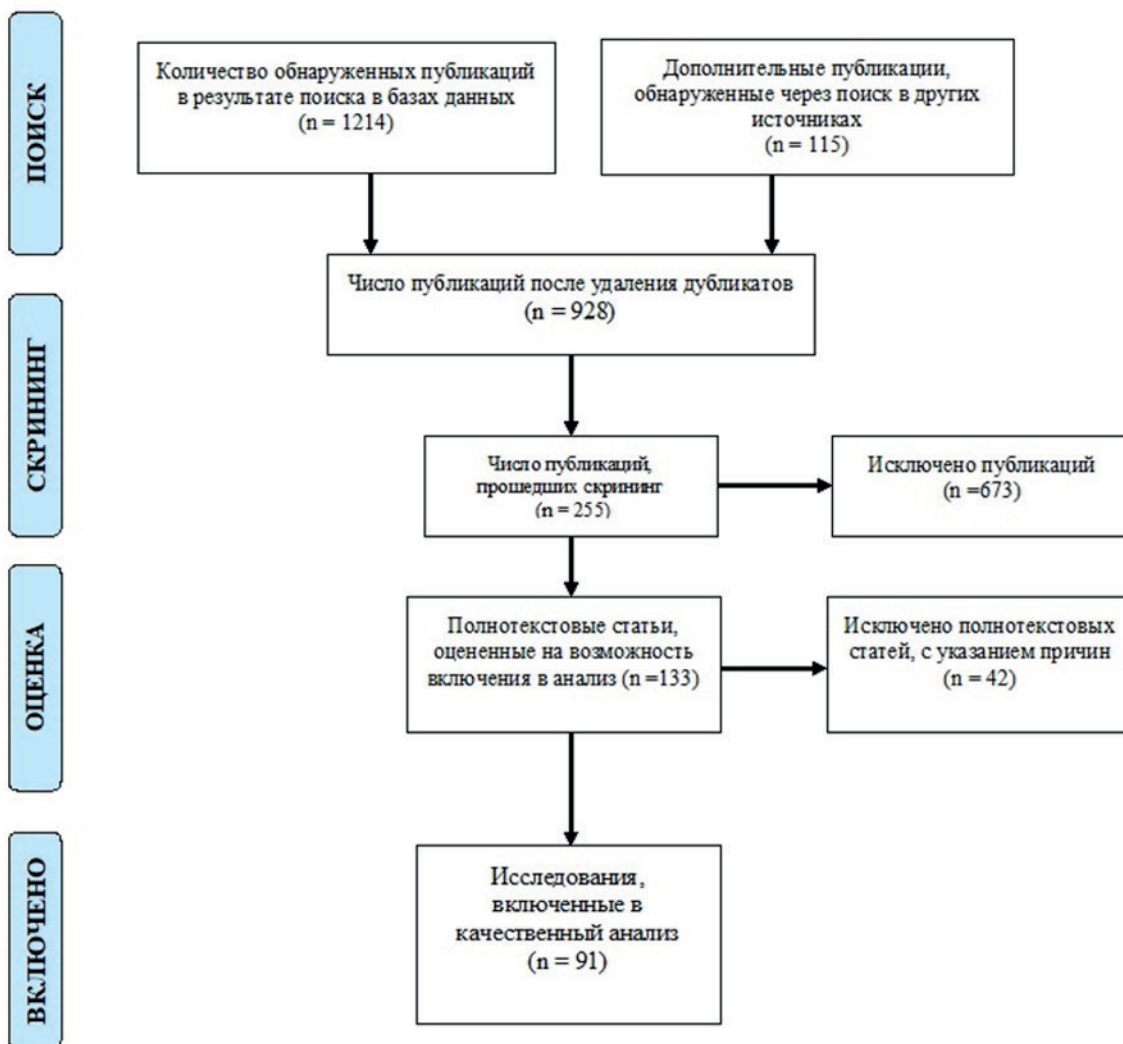 ПОИСК
Количество обнаруженных публикаций
в результате поиска в базах данных
(n = 1214)
Дополнительные публикации,
обнаруженные через поиск в других
источниках
(n = 115)
Число публикаций после удаления дубликатов
(n = 928)
СКРИНИНГ
Число публикаций,
прошедших скрининг
(n = 255)
Исключено публикаций
(n =673)
ОЦЕНКА
Полнотекстовые статьи,
оцененные на возможность
включения в анализ (n =133)
Исключено полнотекстовых
статей, с указанием причин
(n = 42)
ВКЛЮЧЕНО
Исследования,
включенные в
качественный анализ
(n = 91)